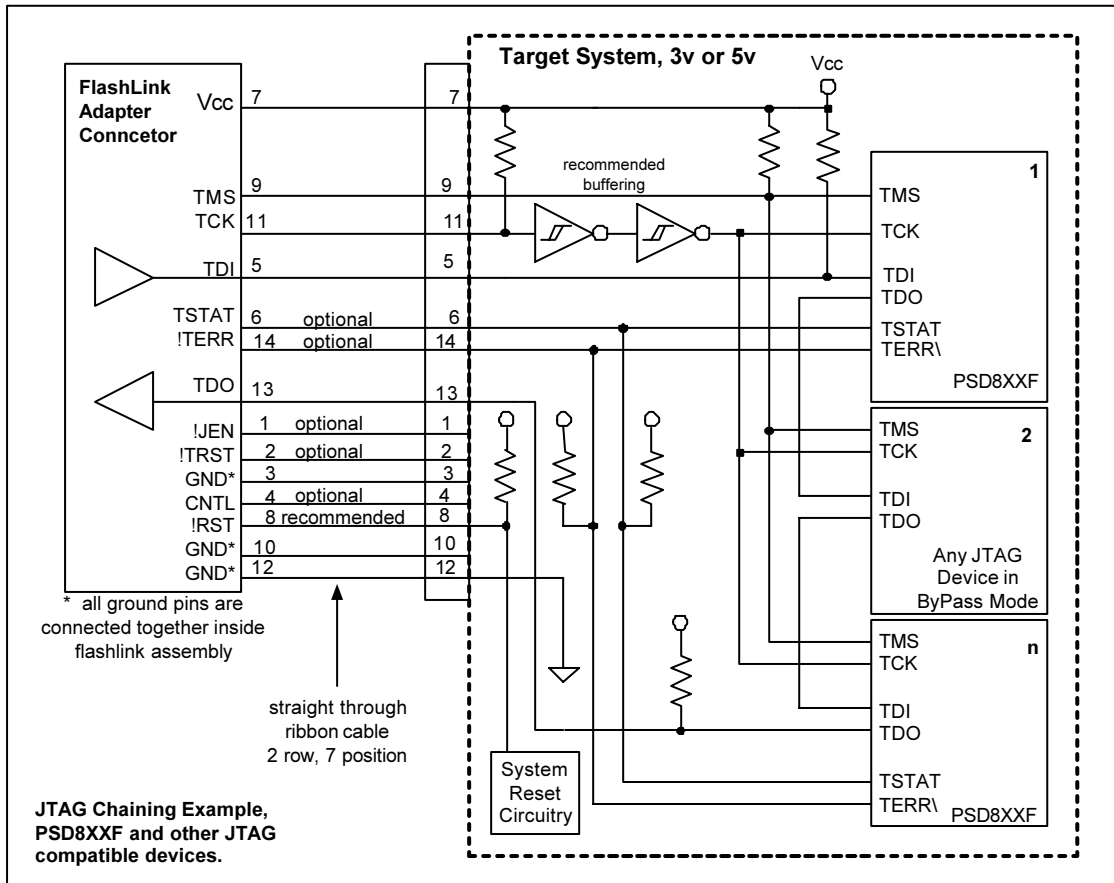 FlashLink
Adapter
Conncetor
Vcc 7
TMS 9
TCK 11
TDI 5
TSTAT 6 optional
!TERR 14 optional
TDO 13
!JEN 1 optional
!TRST 2 optional
GND* 3
CNTL 4 optional
!RST 8 recommended
GND* 10
GND* 12
* all ground pins are
connected together inside
flashlink assembly
straight through
ribbon cable
2 row, 7 position
JTAG Chaining Example,
PSD8XXF and other JTAG
compatible devices.
7
9
11
5
6
14
13
1
2
3
4
8
10
12
Target System, 3v or 5v
Vcc
recommended
buffering
System
Reset
Circuitry
1
TMS
TCK
TDI
TDO
TSTAT
TERR\
PSD8XXF
TMS
2
TCK
TDI
TDO
Any JTAG
Device in
ByPass Mode
TMS
n
TCK
TDI
TDO
TSTAT
TERR\
PSD8XXF